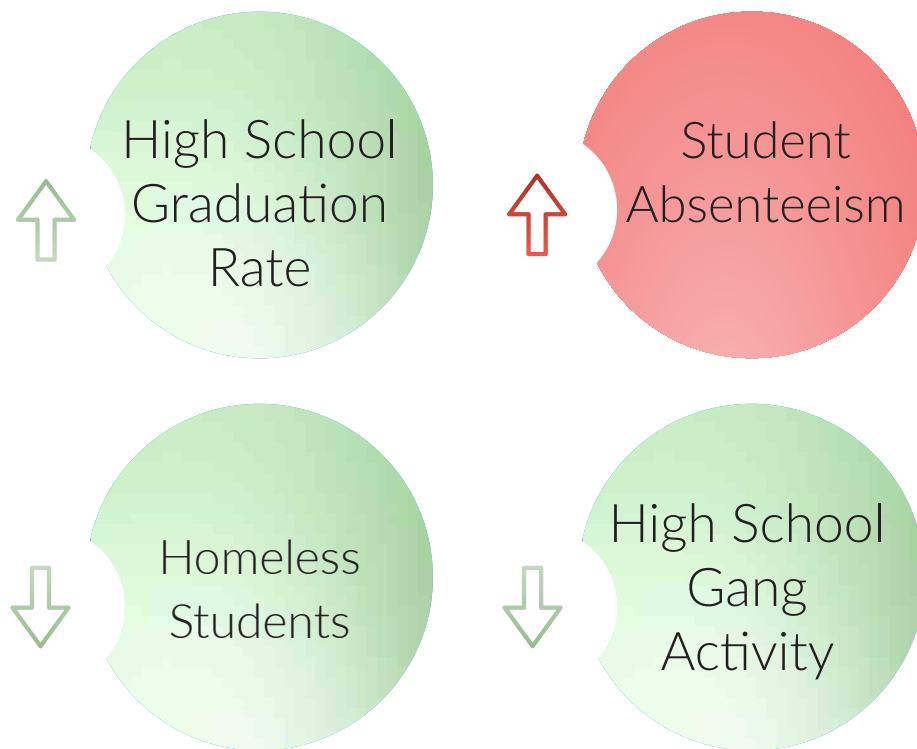 High School
Graduation
Rate
Student
Absenteeism
Homeless
Students
High School
Gang
Activity